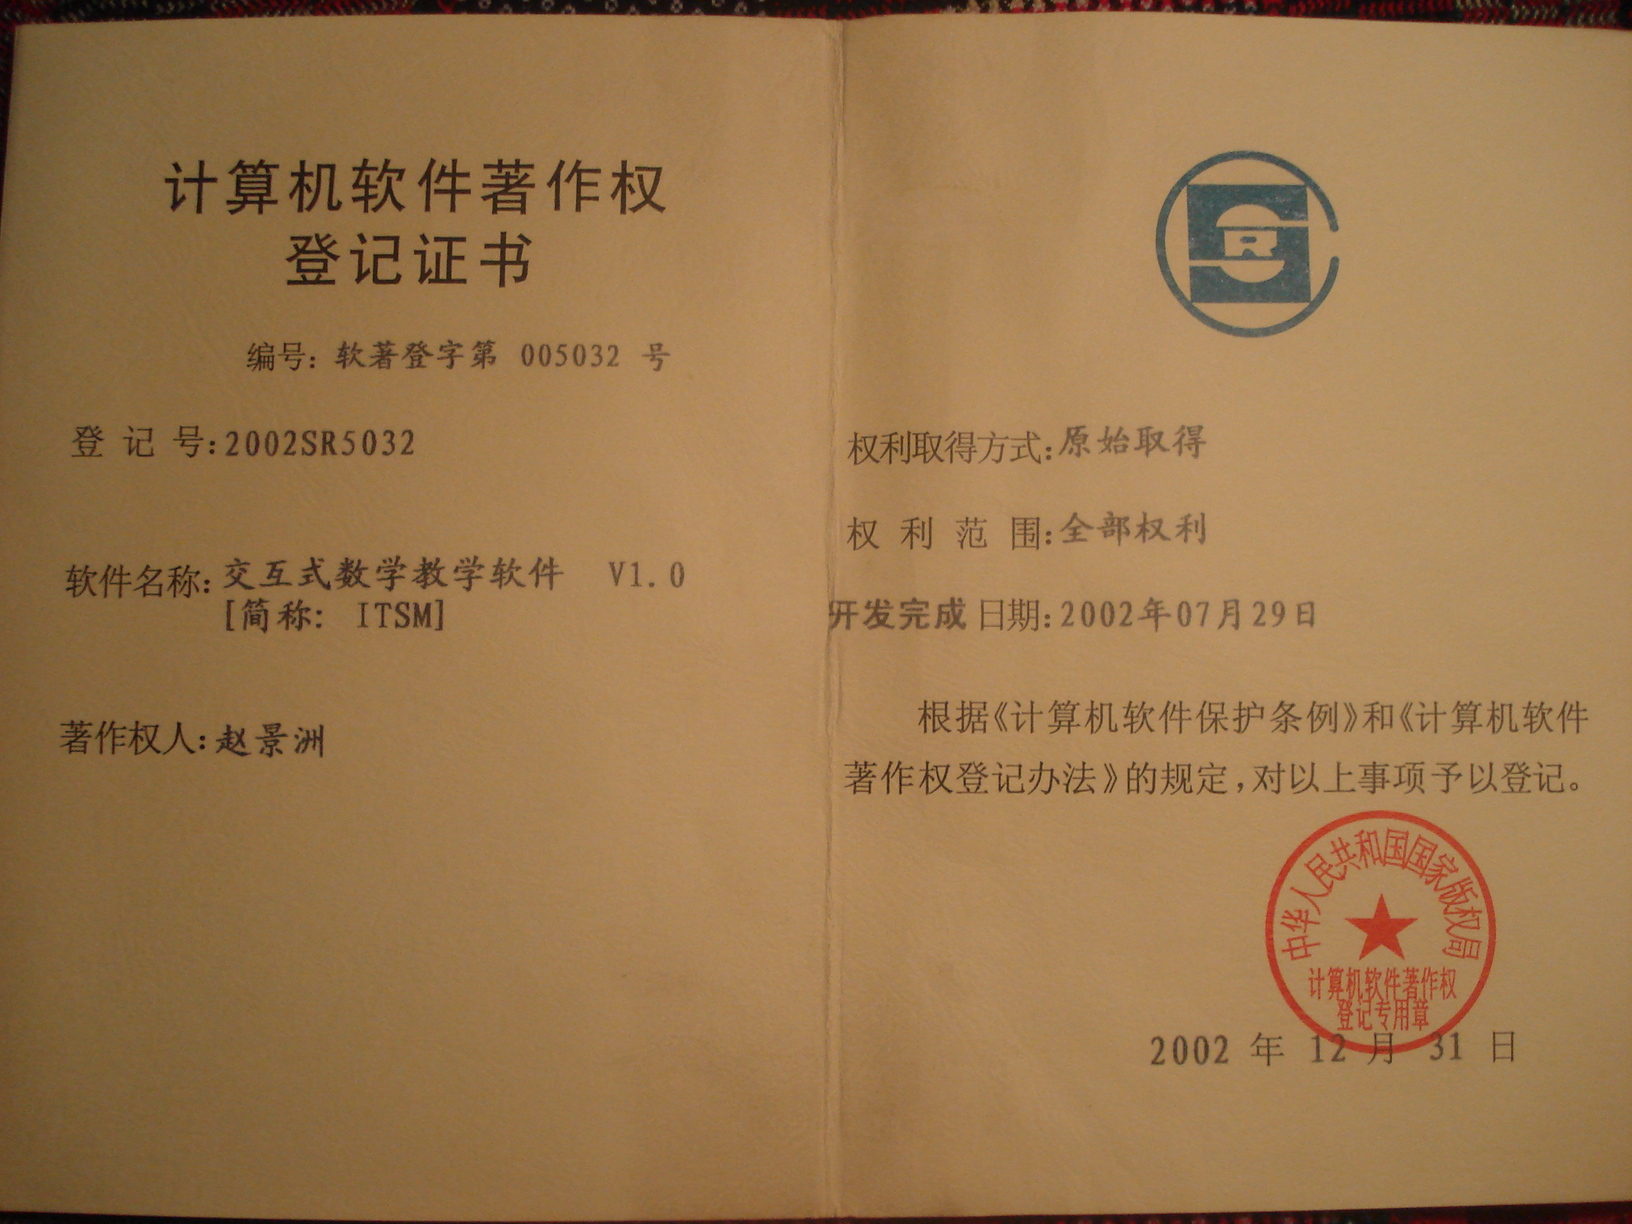 计算机软件著作权
登记证书
编号: 软著登字第 005032 号
登 记 号: 2002SR5032
软件名称: 交互式数学教学软件 V1.0
[简称: ITSM]
著作权人: 赵景洲
R
权利取得方式: 原始取得
权 利 范 围: 全部权利
开发完成日期: 2002年07月29日
根据《计算机软件保护条例》和《计算机软件
著作权登记办法》的规定,对以上事项予以登记。
中华人民共和国国家版权局
计算机软件著作权
登记专用章
2002 年 12 月 31 日